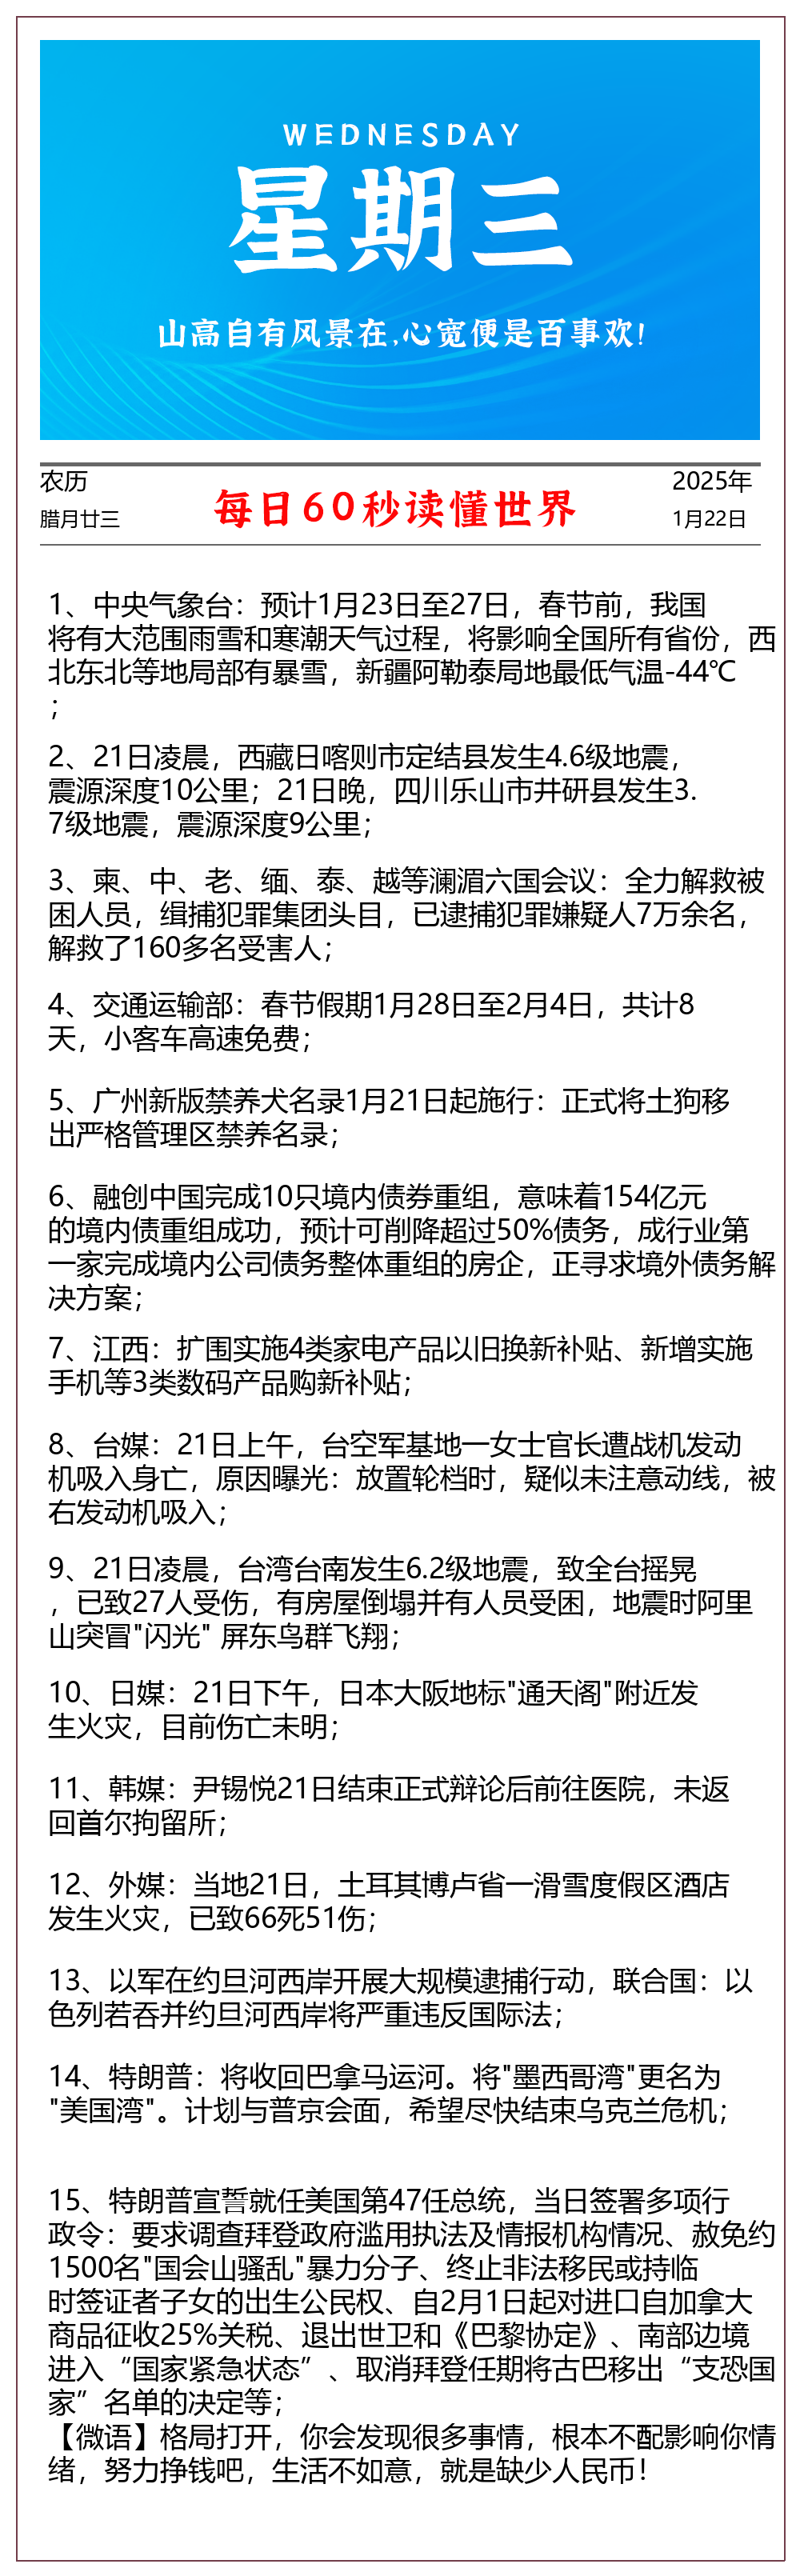 WEDNESDAY
星期三
山高自有风景在,心宽便是百事欢!
农历
腊月廿三
每日60秒读懂世界
2025年
1月22日
1、中央气象台：预计1月23日至27日，春节前，我国
将有大范围雨雪和寒潮天气过程，将影响全国所有省份，西
北东北等地局部有暴雪，新疆阿勒泰局地最低气温-44℃
；
2、21日凌晨，西藏日喀则市定结县发生4.6级地震，
震源深度10公里；21日晚，四川乐山市井研县发生3.
7级地震，震源深度9公里；
3、柬、中、老、缅、泰、越等澜湄六国会议：全力解救被
困人员，缉捕犯罪集团头目，已逮捕犯罪嫌疑人7万余名，
解救了160多名受害人；
4、交通运输部：春节假期1月28日至2月4日，共计8
天，小客车高速免费；
5、广州新版禁养犬名录1月21日起施行：正式将土狗移
出严格管理区禁养名录；
6、融创中国完成10只境内债券重组，意味着154亿元
的境内债重组成功，预计可削降超过50%债务，成行业第
一家完成境内公司债务整体重组的房企，正寻求境外债务解
决方案；
7、江西：扩围实施4类家电产品以旧换新补贴、新增实施
手机等3类数码产品购新补贴；
8、台媒：21日上午，台空军基地一女士官长遭战机发动
机吸入身亡，原因曝光：放置轮档时，疑似未注意动线，被
右发动机吸入；
9、21日凌晨，台湾台南发生6.2级地震，致全台摇晃
，已致27人受伤，有房屋倒塌并有人员受困，地震时阿里
山突冒"闪光" 屏东鸟群飞翔；
10、日媒：21日下午，日本大阪地标"通天阁"附近发
生火灾，目前伤亡未明；
11、韩媒：尹锡悦21日结束正式辩论后前往医院，未返
回首尔拘留所；
12、外媒：当地21日，土耳其博卢省一滑雪度假区酒店
发生火灾，已致66死51伤；
13、以军在约旦河西岸开展大规模逮捕行动，联合国：以
色列若吞并约旦河西岸将严重违反国际法；
14、特朗普：将收回巴拿马运河。将"墨西哥湾"更名为
"美国湾"。计划与普京会面，希望尽快结束乌克兰危机；
15、特朗普宣誓就任美国第47任总统，当日签署多项行
政令：要求调查拜登政府滥用执法及情报机构情况、赦免约
1500名"国会山骚乱"暴力分子、终止非法移民或持临
时签证者子女的出生公民权、自2月1日起对进口自加拿大
商品征收25%关税、退出世卫和《巴黎协定》、南部边境
进入“国家紧急状态”、取消拜登任期将古巴移出“支恐国
家”名单的决定等；
【微语】格局打开，你会发现很多事情，根本不配影响你情
绪，努力挣钱吧，生活不如意，就是缺少人民币！